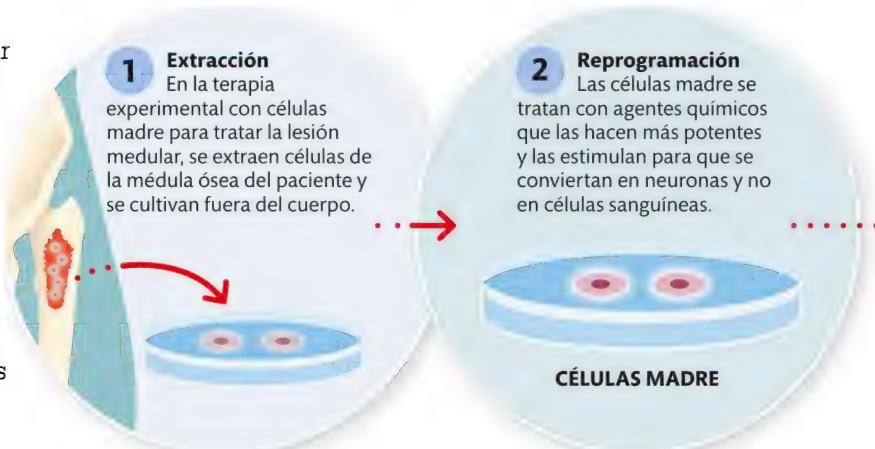 r
1 Extracción
En la terapia
experimental con células
madre para tratar la lesión
medular, se extraen células de
la médula ósea del paciente y
se cultivan fuera del cuerpo.
2 Reprogramación
Las células madre se
tratan con agentes químicos
que las hacen más potentes
y las estimulan para que se
conviertan en neuronas y no
en células sanguíneas.
CÉLULAS MADRE
s